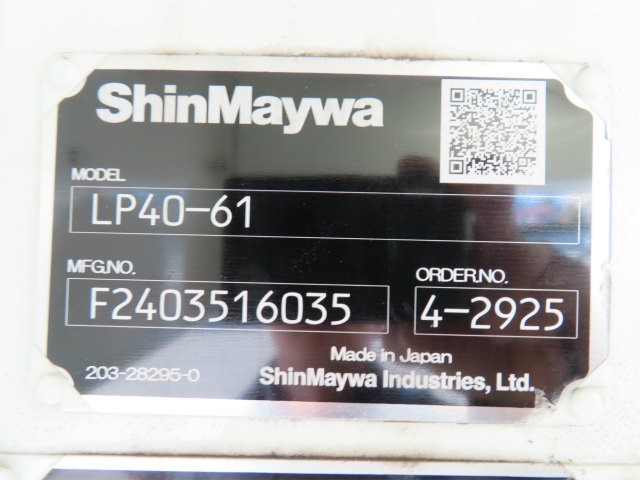 ShinMaywa
MODEL
LP40-61
MFG.NO.
F2403516035
ORDER.NO.
4-2925
Made in Japan
203-28295-0
ShinMaywa Industries, Ltd.